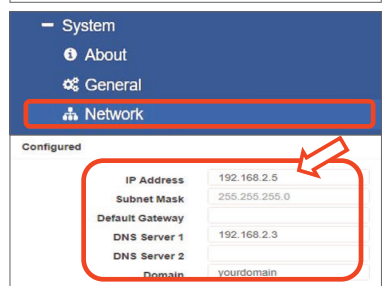 − System
About
General
Network
Configured
IP Address 192.168.2.5
Subnet Mask 255.255.255.0
Default Gateway
DNS Server 1 192.168.2.3
DNS Server 2
Domain yourdomain